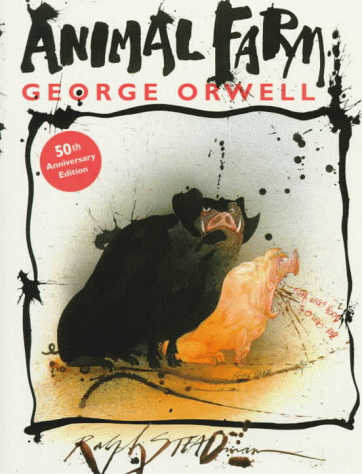 ANIMAL FARM
GEORGE ORWELL
50th
Anniversary
Edition
Ralph STEADman